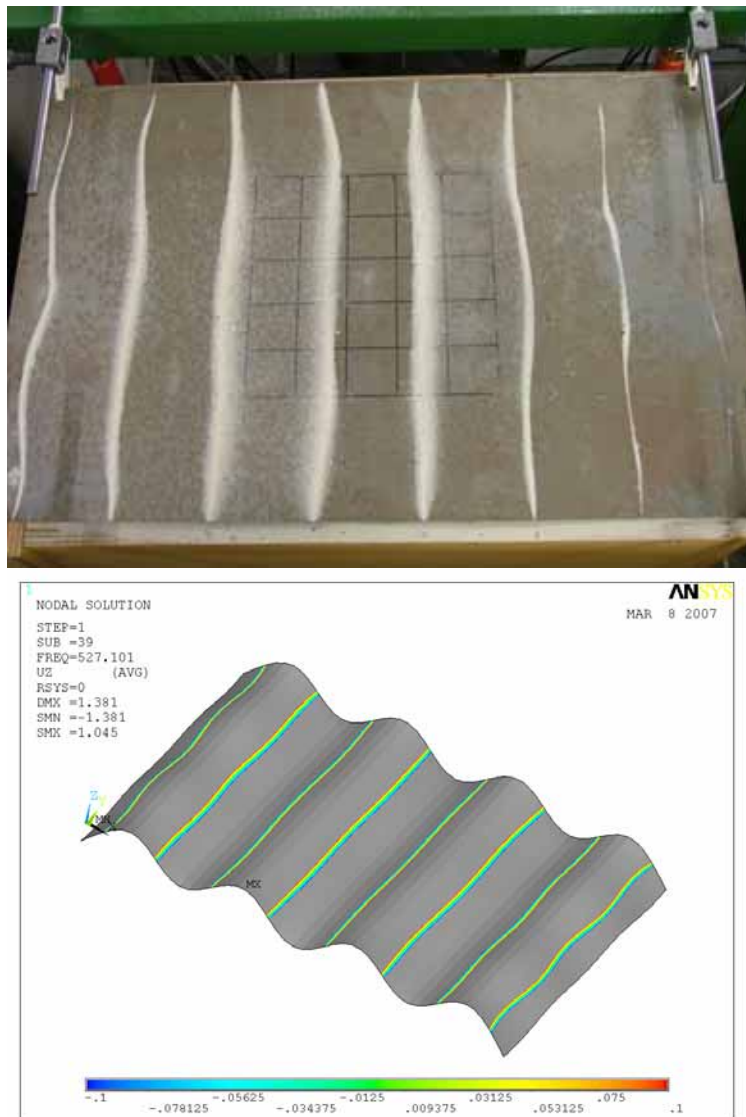 1
ANSYS
NODAL SOLUTION
MAR 8 2007
STEP=1
SUB =39
FREQ=527.101
UZ (AVG)
RSYS=0
DMX =1.381
SMN =-1.381
SMX =1.045
Z
Y
MN
MX
-.1 -.05625 -.0125 .03125 .075
-.078125 -.034375 .009375 .053125 .1